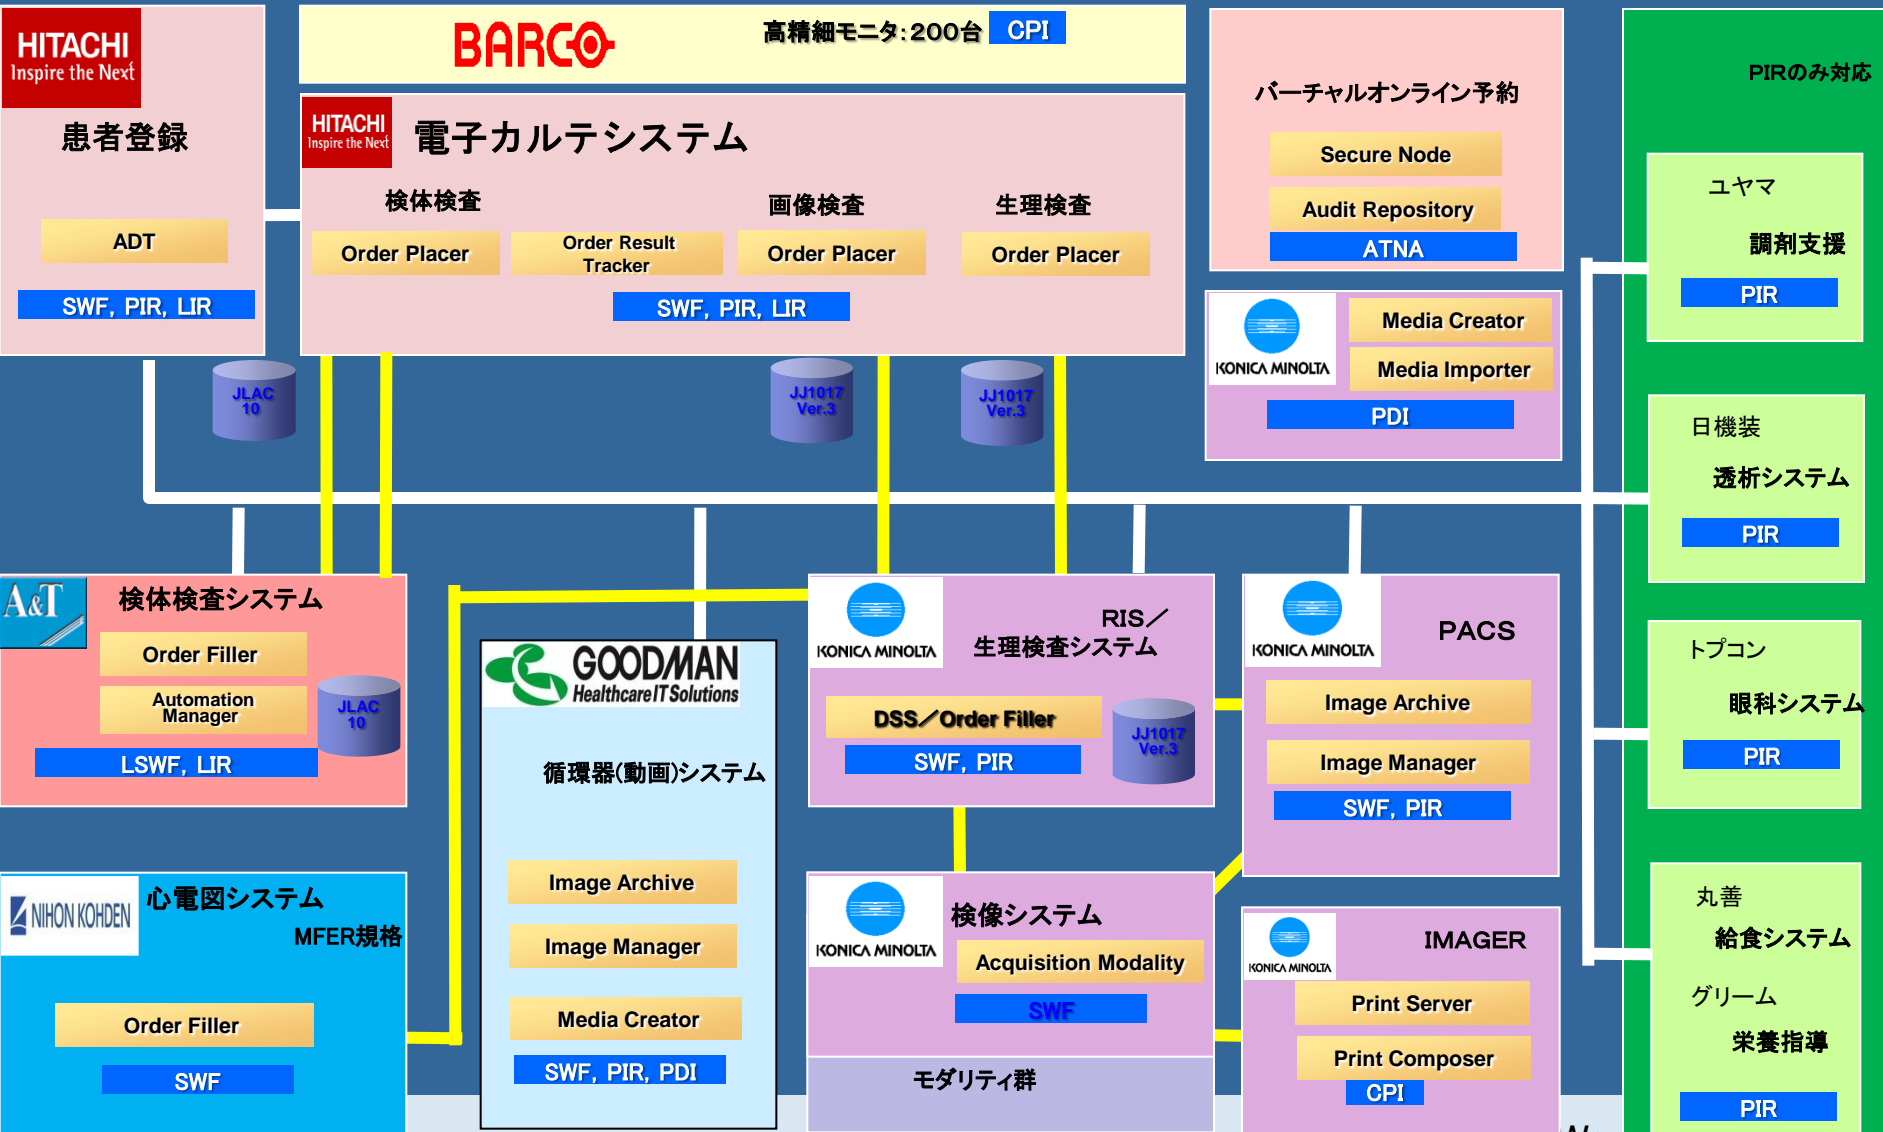 HITACHI
Inspire the Next
患者登録
ADT
SWF, PIR, LIR
BARCO
高精細モニタ:200台
CPI
HITACHI
Inspire the Next
電子カルテシステム
検体検査
画像検査
生理検査
Order Placer
Order Result
Tracker
Order Placer
Order Placer
SWF, PIR, LIR
バーチャルオンライン予約
Secure Node
Audit Repository
ATNA
KONICA MINOLTA
Media Creator
Media Importer
PDI
PIRのみ対応
ユヤマ
調剤支援
PIR
日機装
透析システム
PIR
トプコン
眼科システム
PIR
丸善
給食システム
グリーム
栄養指導
PIR
JLAC
10
JJ1017
Ver.3
JJ1017
Ver.3
A&T
検体検査システム
Order Filler
Automation
Manager
JLAC
10
LSWF, LIR
NIHON KOHDEN
心電図システム
MFER規格
Order Filler
SWF
GOODMAN
Healthcare IT Solutions
循環器(動画)システム
Image Archive
Image Manager
Media Creator
SWF, PIR, PDI
KONICA MINOLTA
RIS／
生理検査システム
DSS／Order Filler
JJ1017
Ver.3
SWF, PIR
KONICA MINOLTA
検像システム
Acquisition Modality
SWF
モダリティ群
KONICA MINOLTA
PACS
Image Archive
Image Manager
SWF, PIR
KONICA MINOLTA
IMAGER
Print Server
Print Composer
CPI